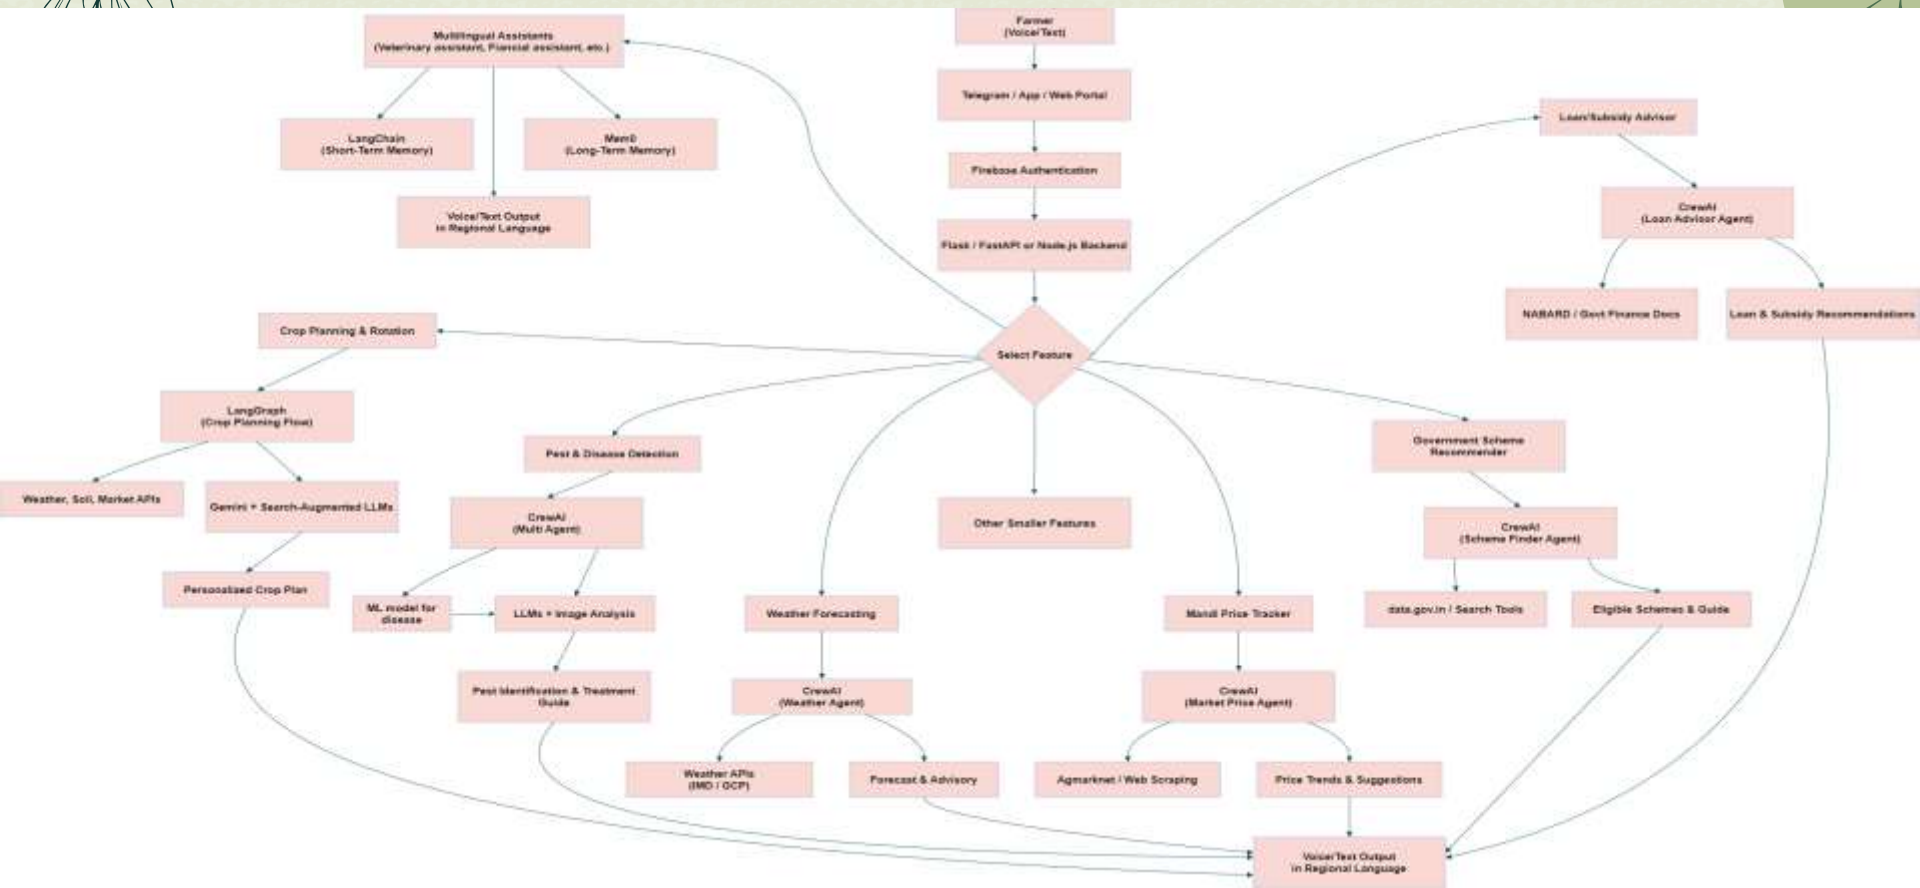 Farmer
(Voice/Text)
Multilingual Assistants
(Veterinary assistant, Fiancial assistant, etc.)
Telegram / App / Web Portal
Loan/Subsidy Advisor
LangChain
(Short-Term Memory)
Mem0
(Long-Term Memory)
Firebase Authentication
Voice/Text Output
in Regional Language
CrewAI
(Loan Advisor Agent)
Flask / FastAPI or Node.js Backend
NABARD / Govt Finance Docs
Loan & Subsidy Recommendations
Crop Planning & Rotation
Select Feature
LangGraph
(Crop Planning Flow)
Pest & Disease Detection
Government Scheme
Recommender
Weather, Soil, Market APIs
Gemini + Search-Augmented LLMs
CrewAI
(Multi Agent)
Other Smaller Features
CrewAI
(Scheme Finder Agent)
Personalized Crop Plan
ML model for
disease
LLMs + Image Analysis
Weather Forecasting
Mandi Price Tracker
data.gov.in / Search Tools
Eligible Schemes & Guide
Pest Identification & Treatment
Guide
CrewAI
(Weather Agent)
CrewAI
(Market Price Agent)
Weather APIs
(IMD / GCP)
Forecast & Advisory
Agmarknet / Web Scraping
Price Trends & Suggestions
Voice/Text Output
in Regional Language